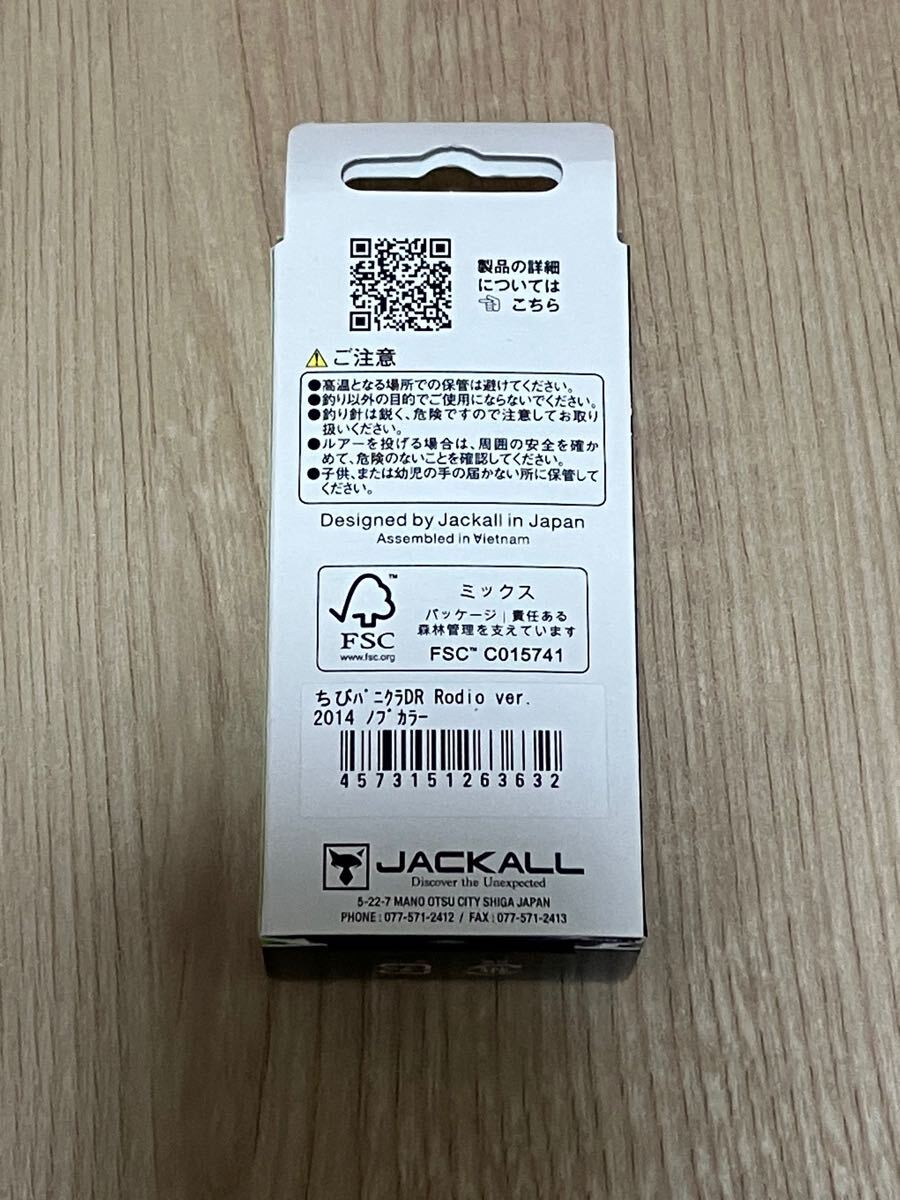 製品の詳細
については
こちら
ご注意
●高温となる場所での保管は避けてください。
●釣り以外の目的でご使用にならないでください。
●釣り針は鋭く、危険ですので注意してお取り
扱いください。
●ルアーを投げる場合は、周囲の安全を確か
めて、危険のないことを確認してください。
●子供、または幼児の手の届かない所に保管して
ください。
Designed by Jackall in Japan
Assembled in Vietnam
ミックス
パッケージ | 責任ある
森林管理を支えています
FSC™ C015741
™
FSC
www.fsc.org
ちびパニクラDR Rodio ver.
2014 ノブカラー
4573151263632
JACKALL
Discover the Unexpected
5-22-7 MANO OTSU CITY SHIGA JAPAN
PHONE : 077-571-2412 / FAX : 077-571-2413